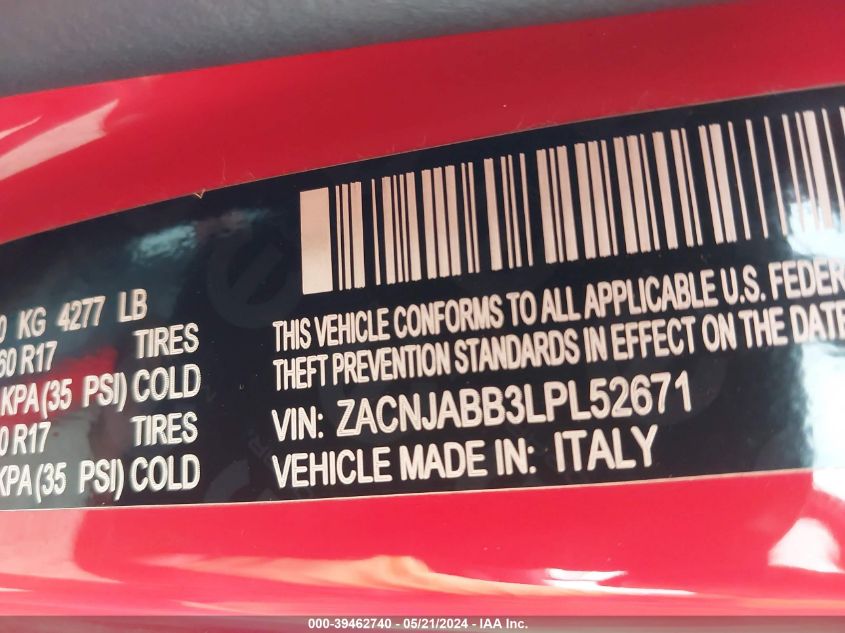 0 KG 4277 LB
60 R17 TIRES
KPA(35 PSI) COLD
0 R17 TIRES
KPA(35 PSI) COLD
THIS VEHICLE CONFORMS TO ALL APPLICABLE U.S. FEDER
THEFT PREVENTION STANDARDS IN EFFECT ON THE DATE
VIN: ZACNJABB3LPL52671
VEHICLE MADE IN: ITALY
000-39462740 - 05/21/2024 - IAA Inc.